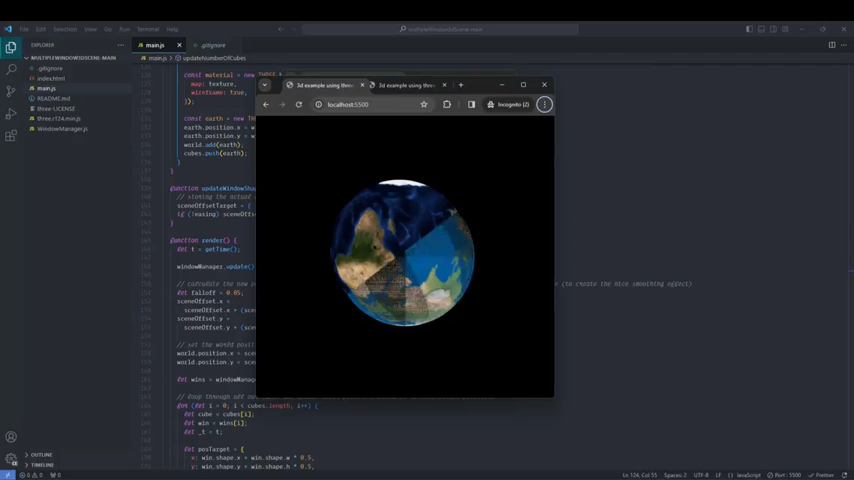 File Edit Selection View Go Run Terminal Help
multipleWindow3dScene-main
EXPLORER
main.js
.gitignore
MULTIPLEWINDOW3DSCENE-MAIN
.gitignore
index.html
main.js
README.md
three-LICENSE
three.r124.min.js
WindowManager.js
main.js > updateNumberOfCubes
const material = new THREE.
map: texture,
wireframe: true,
});
const earth = new
earth.position.x =
earth.position.y =
world.add(earth);
cubes.push(earth);
}
}
function updateWindowSha
// storing the actual
sceneOffsetTarget = {
if (!easing) sceneOffs
}
function render() {
let t = getTime();
windowManager.update()
// calculate the new
(to create the nice smoothing effect)
let falloff = 0.05;
sceneOffset.x =
sceneOffset.x +
sceneOffset.y =
sceneOffset.y +
// set the world posit
world.position.x =
world.position.y =
let wins = windowManag
// loop through all ou
for (let i = 0; i < cubes.length; i++) {
let cube = cubes[i];
let win = wins[i];
let _t = t;
let posTarget = {
x: win.shape.x + win.shape.w * 0.5,
y: win.shape.y + win.shape.h * 0.5,
3d example using three
3d example using three
localhost:5500
Incognito (2)
OUTLINE
TIMELINE
Ln 124, Col 55
Spaces: 2
UTF-8
LF
JavaScript
Port : 5500
Prettier